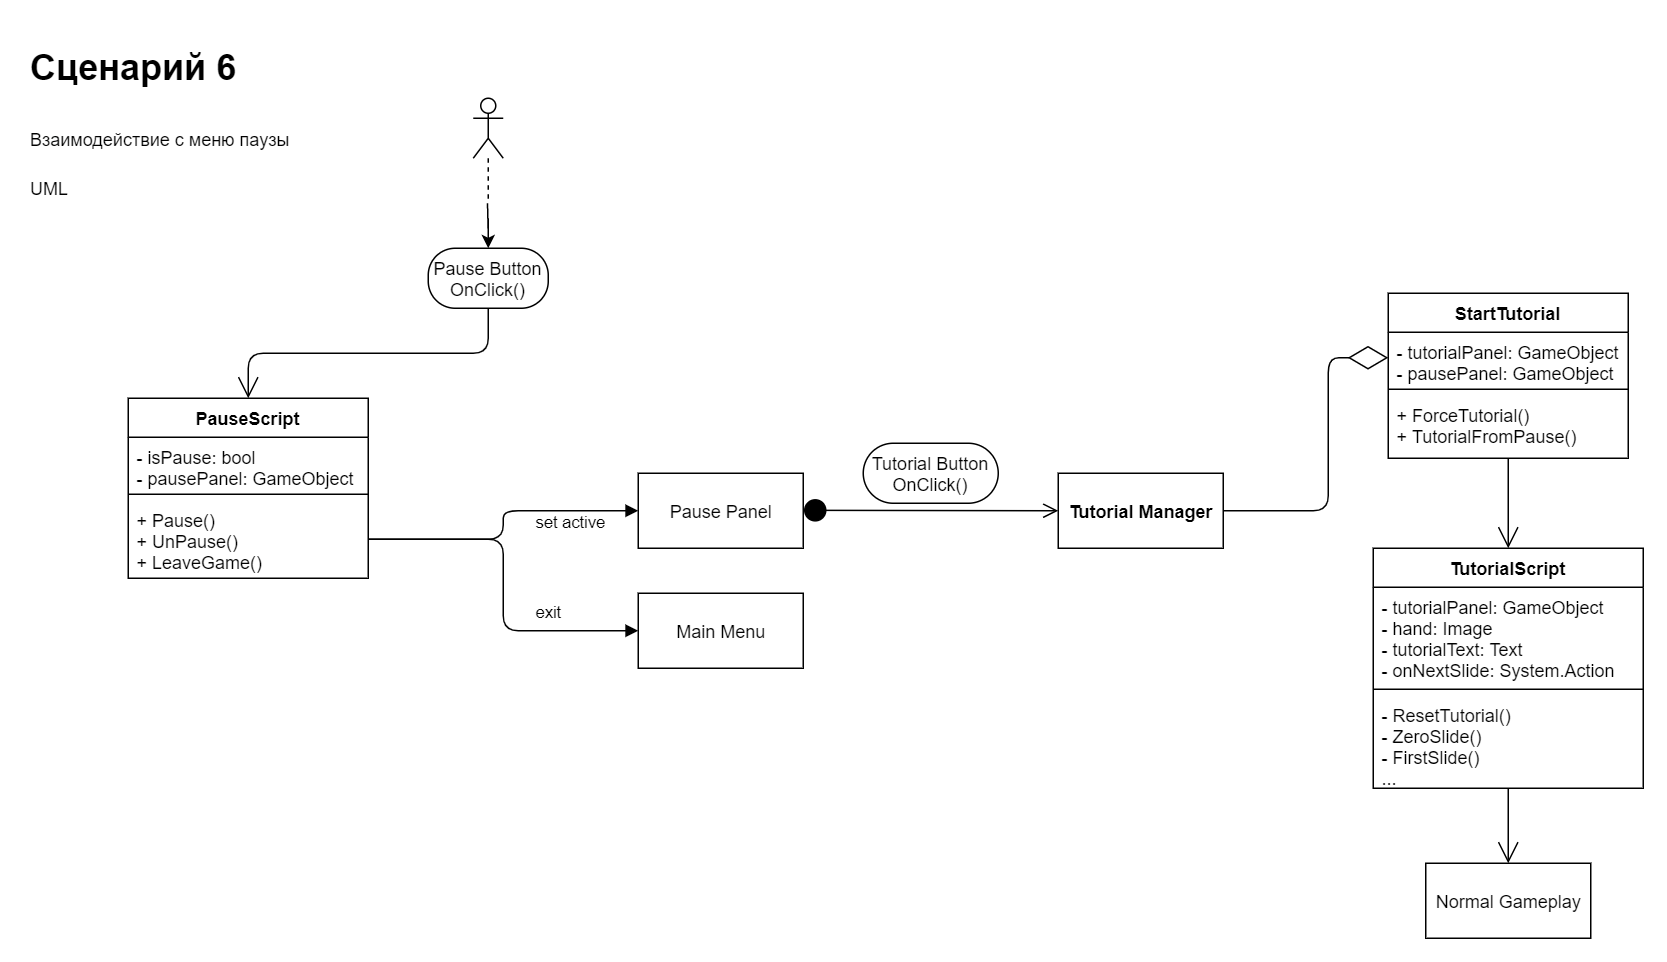 Сценарий 6
Взаимодействие с меню паузы
UML
Pause Button
OnClick()
PauseScript
- isPause: bool
- pausePanel: GameObject
+ Pause()
+ UnPause()
+ LeaveGame()
set active
exit
Pause Panel
Main Menu
Tutorial Button
OnClick()
Tutorial Manager
StartTutorial
- tutorialPanel: GameObject
- pausePanel: GameObject
+ ForceTutorial()
+ TutorialFromPause()
TutorialScript
- tutorialPanel: GameObject
- hand: Image
- tutorialText: Text
- onNextSlide: System.Action
- ResetTutorial()
- ZeroSlide()
- FirstSlide()
...
Normal Gameplay